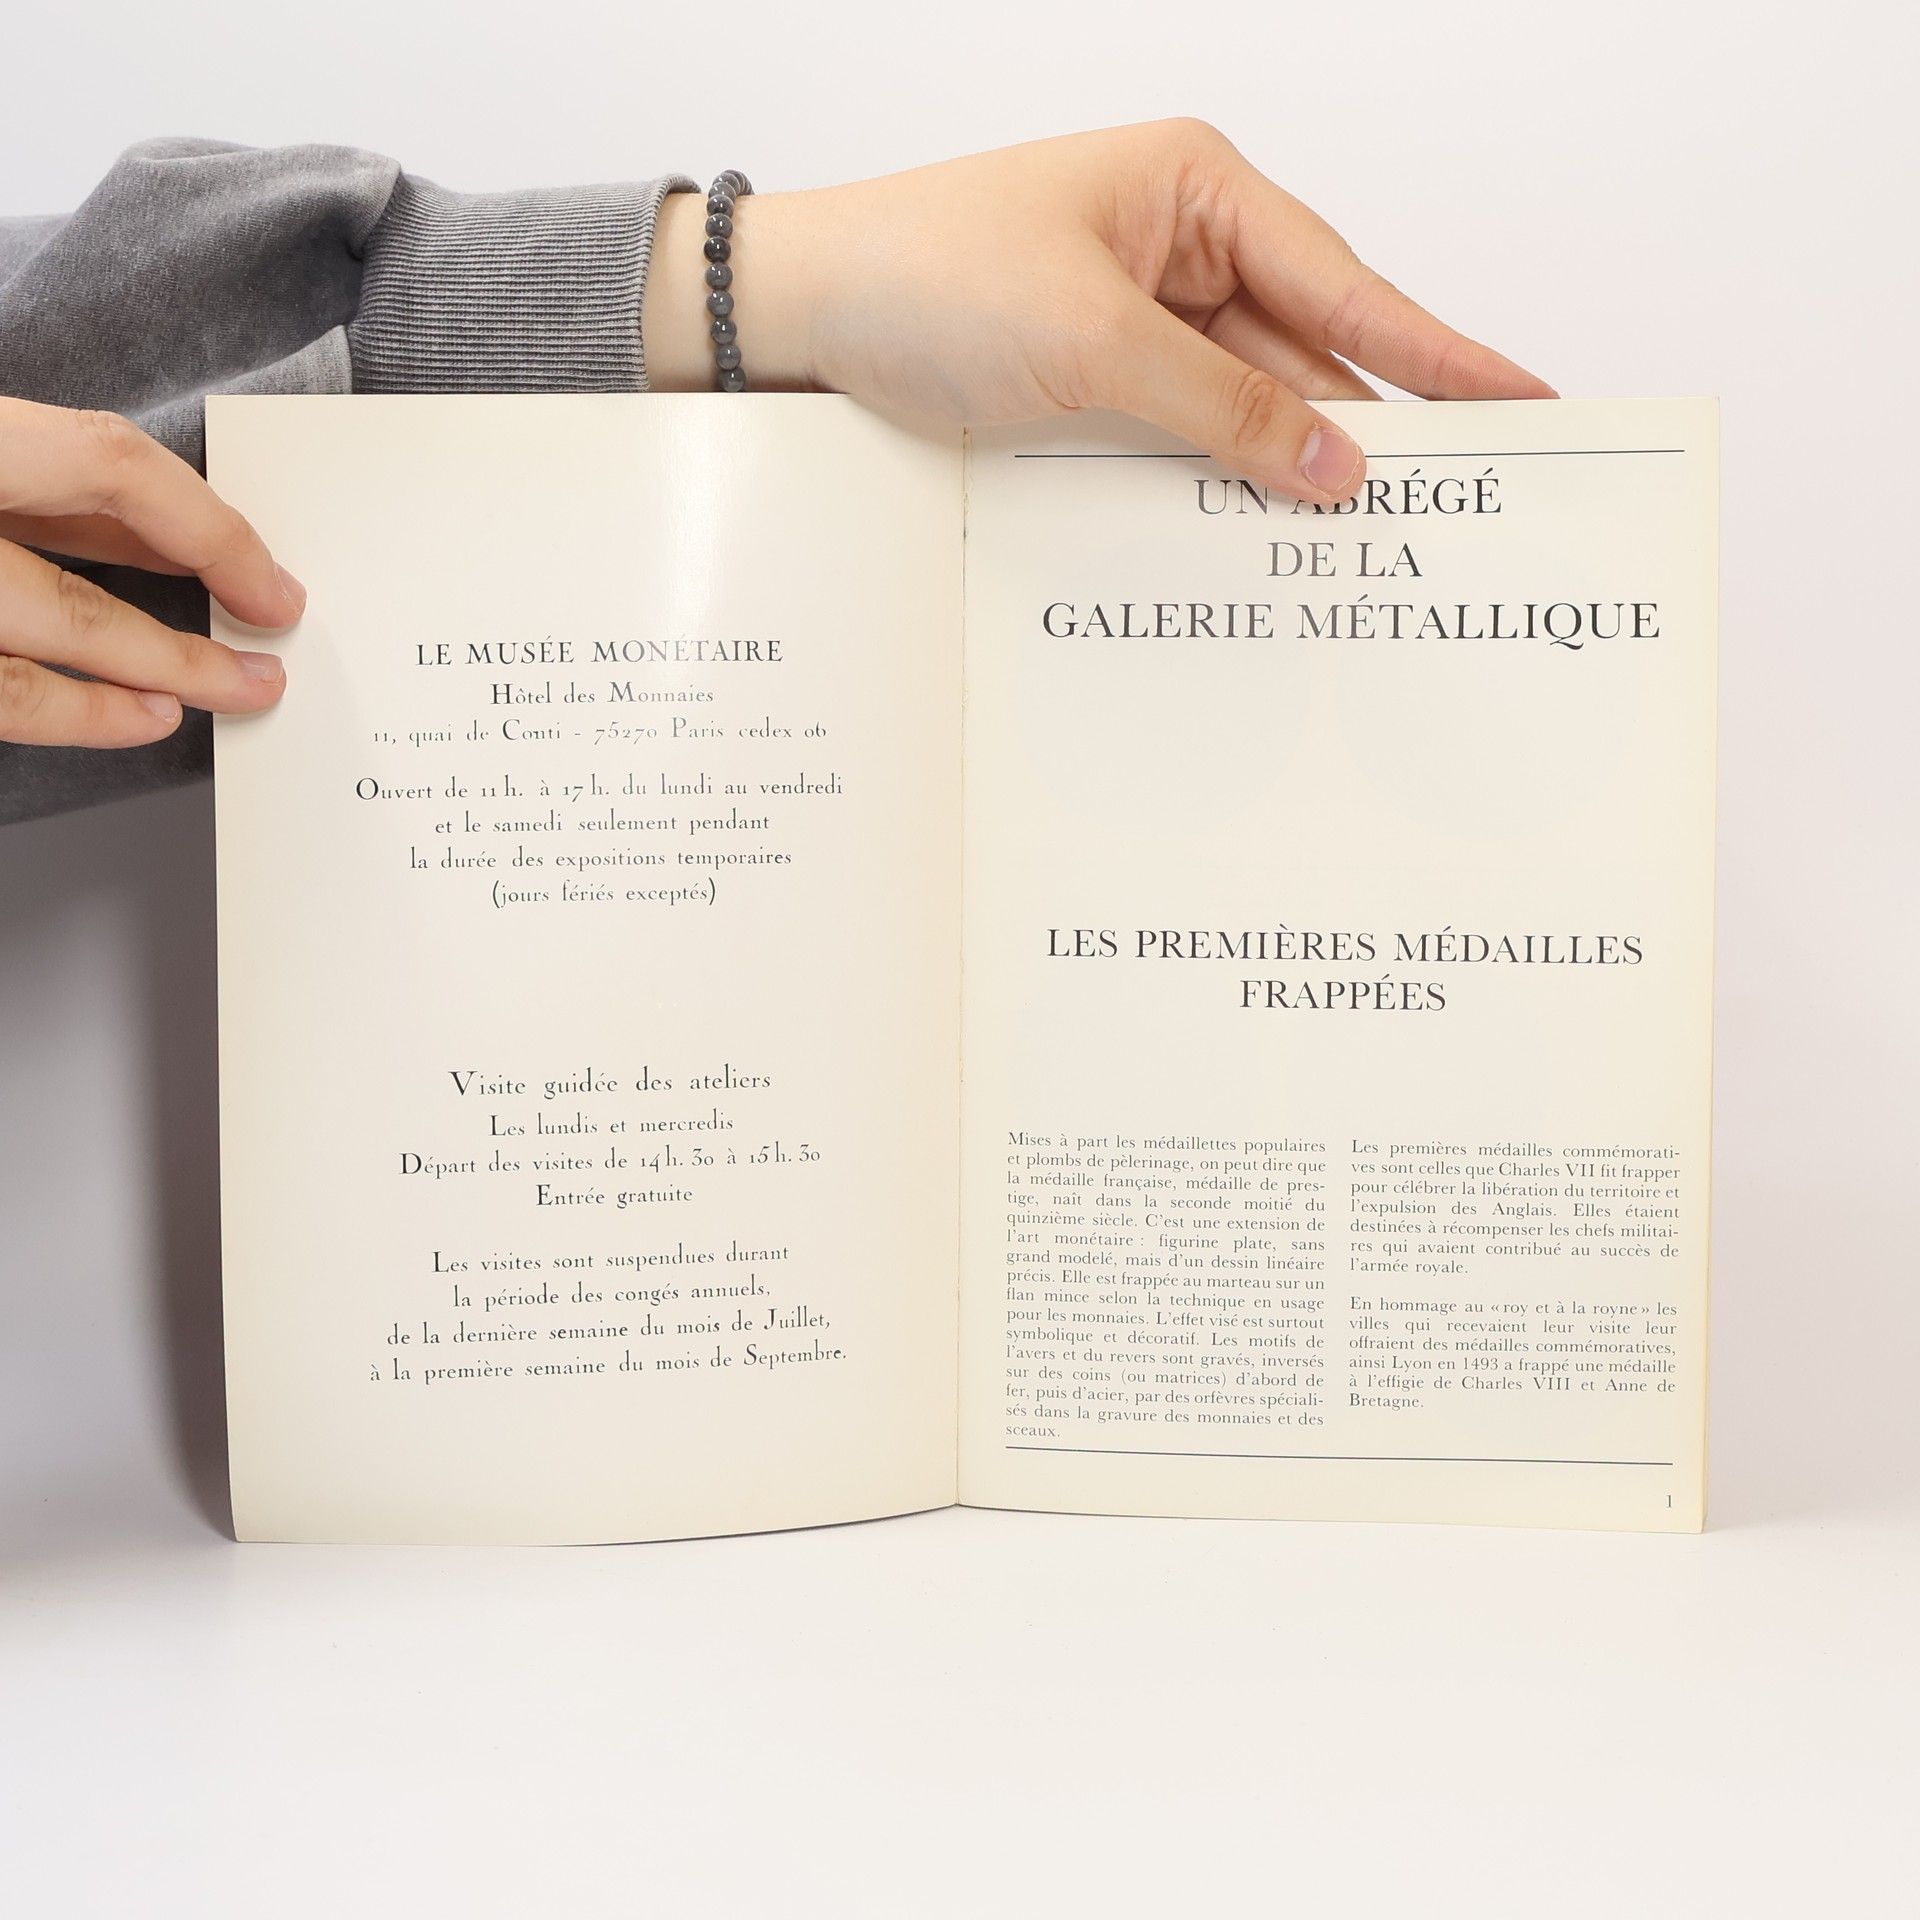 LE MUSÉE MONÉTAIRE
Hôtel des Monnaies
11, quai de Conti - 75270 Paris cedex 06
Ouvert de 11 h. à 17 h. du lundi au vendredi
et le samedi seulement pendant
la durée des expositions temporaires
(jours fériés exceptés)
Visite guidée des ateliers
Les lundis et mercredis
Départ des visites de 14 h. 30 à 15 h. 30
Entrée gratuite
Les visites sont suspendues durant
la période des congés annuels,
de la dernière semaine du mois de Juillet,
à la première semaine du mois de Septembre.
UN ABRÉGÉ
DE LA
GALERIE MÉTALLIQUE
LES PREMIÈRES MÉDAILLES
FRAPPÉES
Mises à part les médaillettes populaires
et plombs de pèlerinage, on peut dire que
la médaille française, médaille de pres-
tige, naît dans la seconde moitié du
quinzième siècle. C'est une extension de
l'art monétaire : figurine plate, sans
grand modelé, mais d'un dessin linéaire
précis. Elle est frappée au marteau sur un
flan mince selon la technique en usage
pour les monnaies. L'effet visé est surtout
symbolique et décoratif. Les motifs de
l'avers et du revers sont gravés, inversés
sur des coins (ou matrices) d'abord de
fer, puis d'acier, par des orfèvres spéciali-
sés dans la gravure des monnaies et des
sceaux.
Les premières médailles commémorati-
ves sont celles que Charles VII fit frapper
pour célébrer la libération du territoire et
l'expulsion des Anglais. Elles étaient
destinées à récompenser les chefs militai-
res qui avaient contribué au succès de
l'armée royale.
En hommage au «roy et à la royne» les
villes qui recevaient leur visite leur
offraient des médailles commémoratives,
ainsi Lyon en 1493 a frappé une médaille
à l'effigie de Charles VIII et Anne de
Bretagne.
1